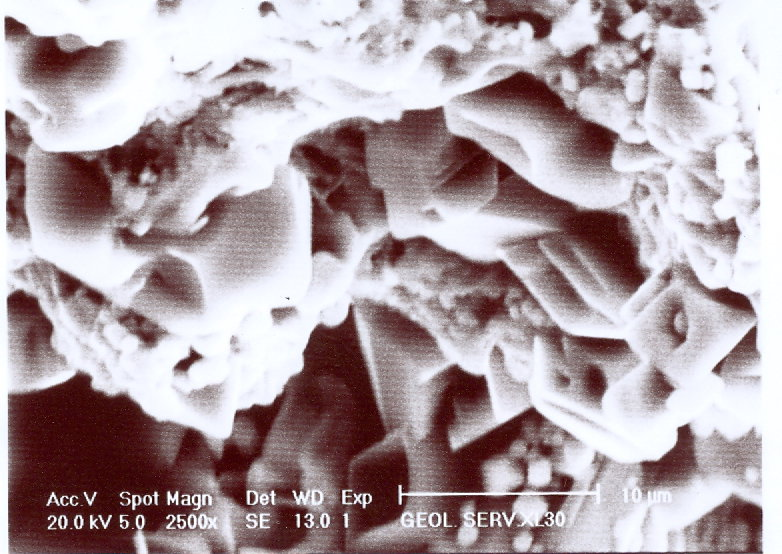 Acc.V Spot Magn Det WD Exp 10 µm
20.0 kV 5.0 2500x SE 13.0 1 GEOL. SERV.XL30